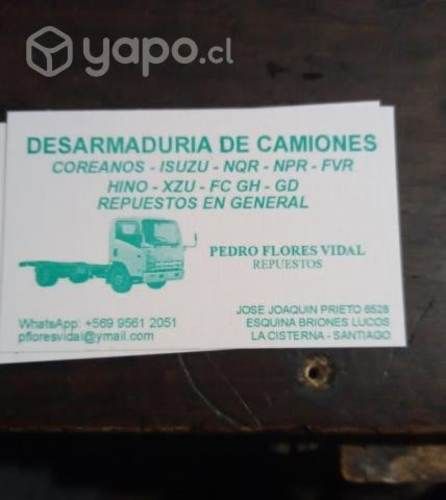 yapo.cl
DESARMADURIA DE CAMIONES
COREANOS - ISUZU - NQR - NPR - FVR
HINO - XZU - FC GH - GD
REPUESTOS EN GENERAL
PEDRO FLORES VIDAL
REPUESTOS
WhatsApp: +569 9561 2051
pfloresvidal@ymail.com
JOSE JOAQUIN PRIETO 6528
ESQUINA BRIONES LUCOS
LA CISTERNA - SANTIAGO